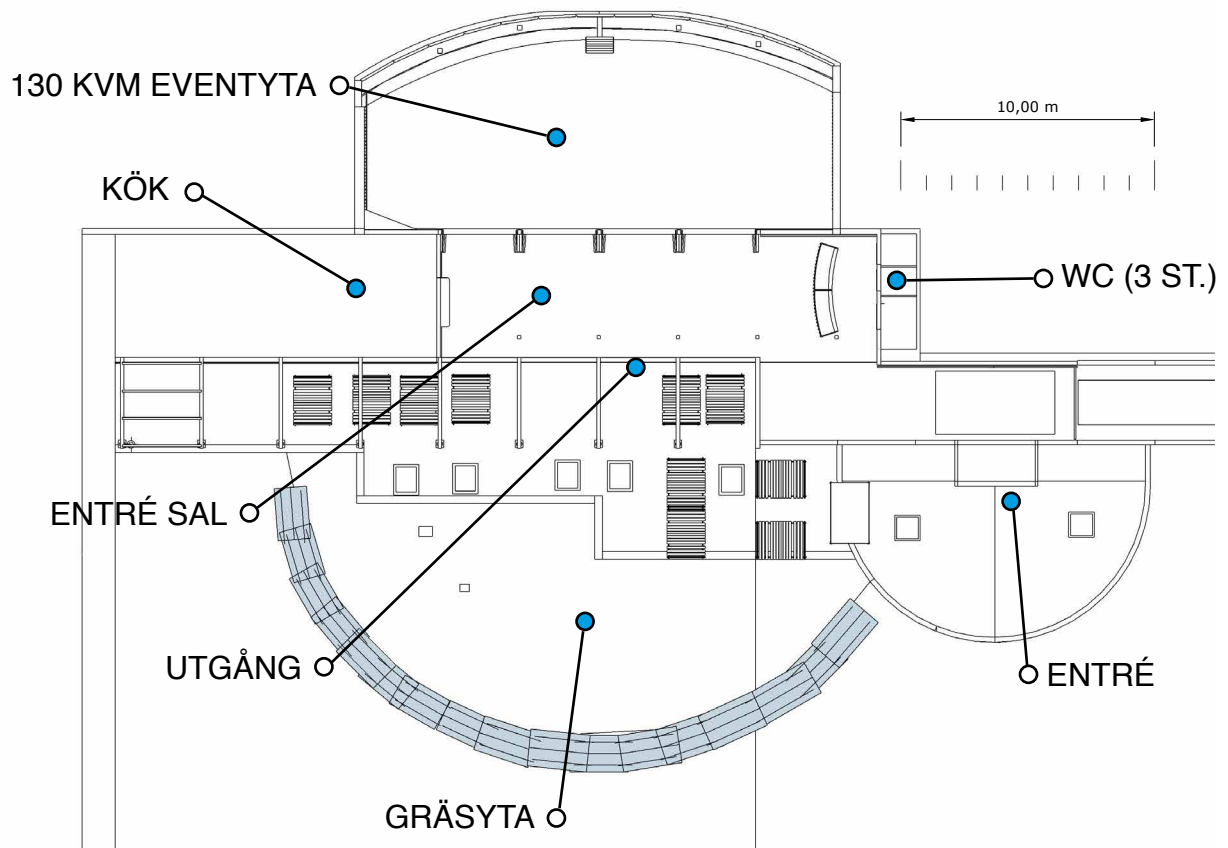 130 KVM EVENTYTA
10,00 m
KÖK
WC (3 ST.)
ENTRÉ SAL
UTGÅNG
ENTRÉ
GRÄSYTA